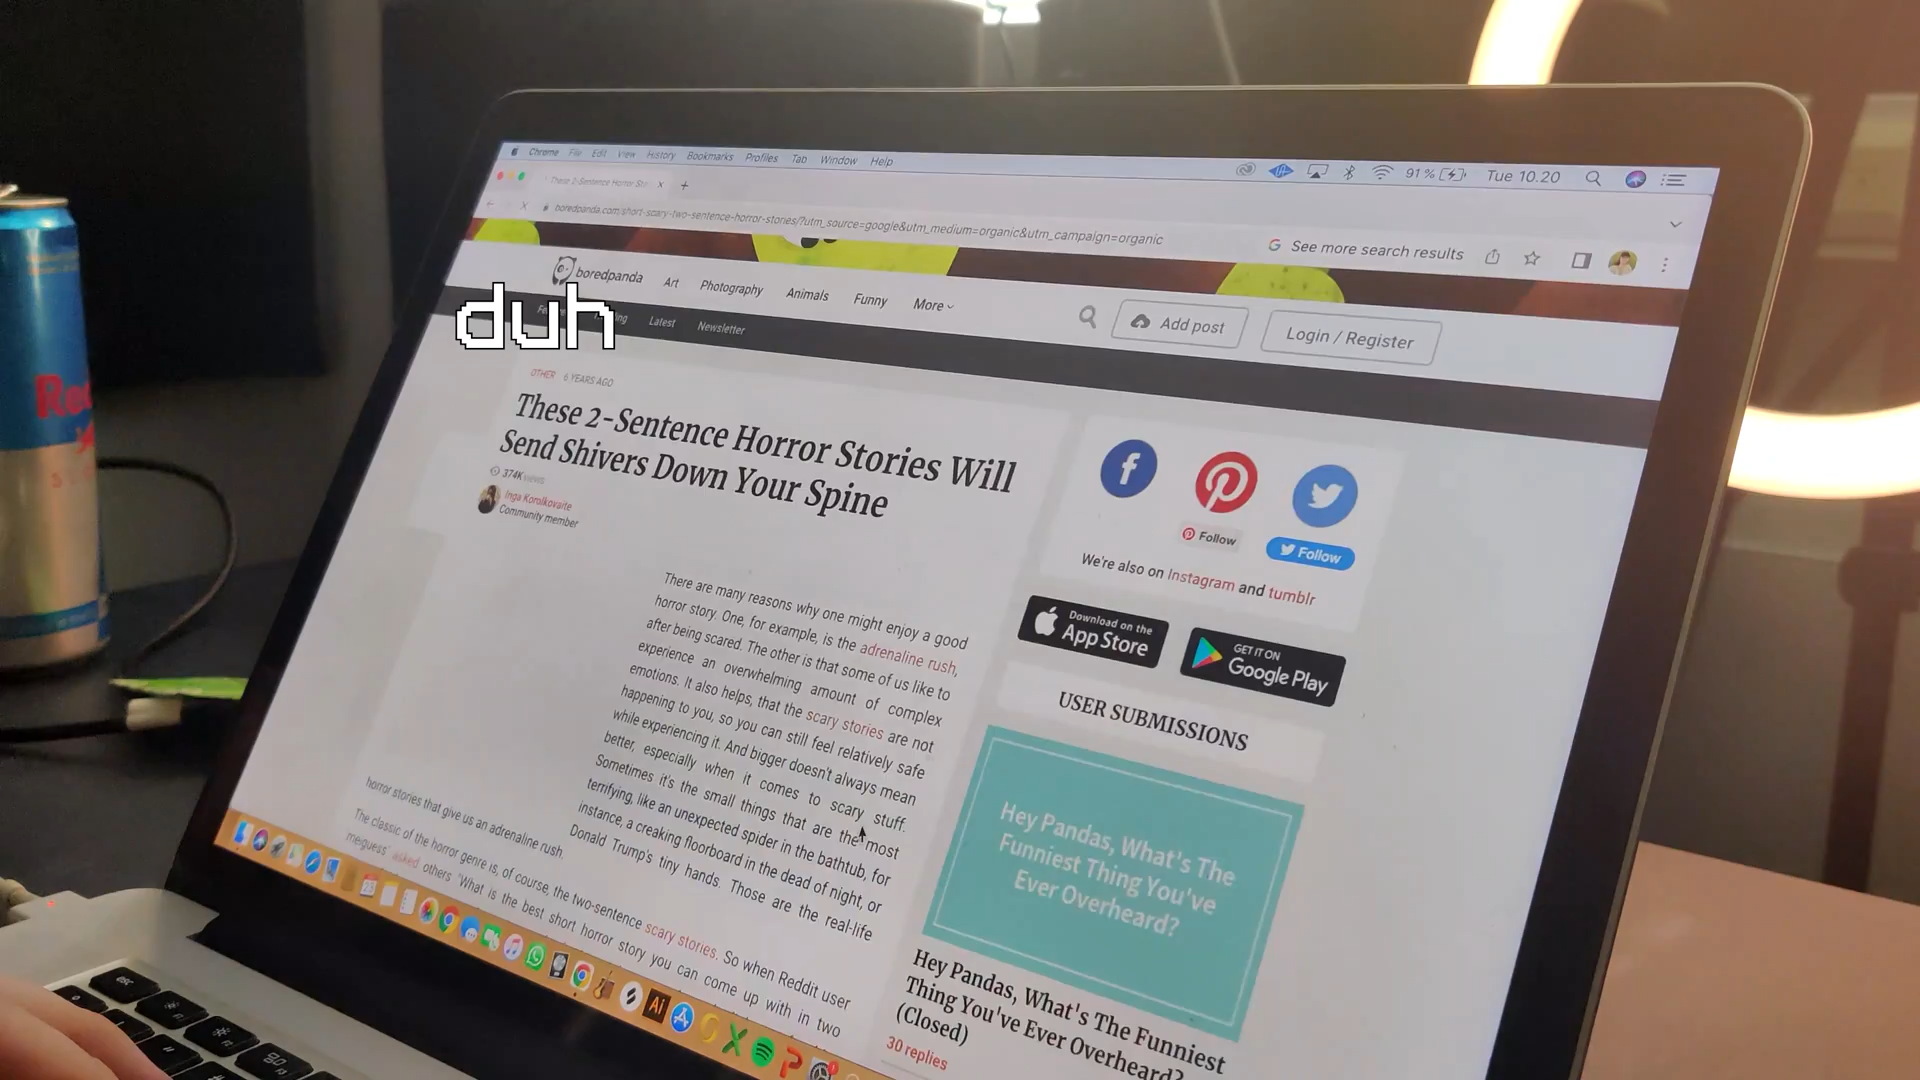 Chrome File Edit View History Bookmarks Profiles Tab Window Help
91% Tue 10.20
These 2-Sentence Horror Sto
boredpanda.com/short-scary-two-sentence-horror-stories/?utm_source=google&utm_medium=organic&utm_campaign=organic
See more search results
boredpanda Art Photography Animals Funny More
Add post
Login / Register
duh
Latest Newsletter
OTHER 6 YEARS AGO
These 2-Sentence Horror Stories Will
Send Shivers Down Your Spine
374K views
Inga Korolkovaite
Community member
There are many reasons why one might enjoy a good
horror story. One, for example, is the adrenaline rush,
after being scared. The other is that some of us like to
experience an overwhelming amount of complex
emotions. It also helps, that the scary stories are not
happening to you, so you can still feel relatively safe
while experiencing it. And bigger doesn't always mean
better, especially when it comes to scary stuff.
Sometimes it's the small things that are the most
terrifying, like an unexpected spider in the bathtub, for
instance, a creaking floorboard in the dead of night, or
Donald Trump's tiny hands. Those are the real-life
horror stories that give us an adrenaline rush.
The classic of the horror genre is, of course, the two-sentence scary stories. So when Reddit user
meguess' asked others "What is the best short horror story you can come up with in two
Follow
Follow
We're also on Instagram and tumblr
Download on the
App Store
GET IT ON
Google Play
USER SUBMISSIONS
Hey Pandas, What's The
Funniest Thing You've
Ever Overheard?
Hey Pandas, What's The Funniest
Thing You've Ever Overheard?
(Closed)
30 replies
Red
Ai
esc